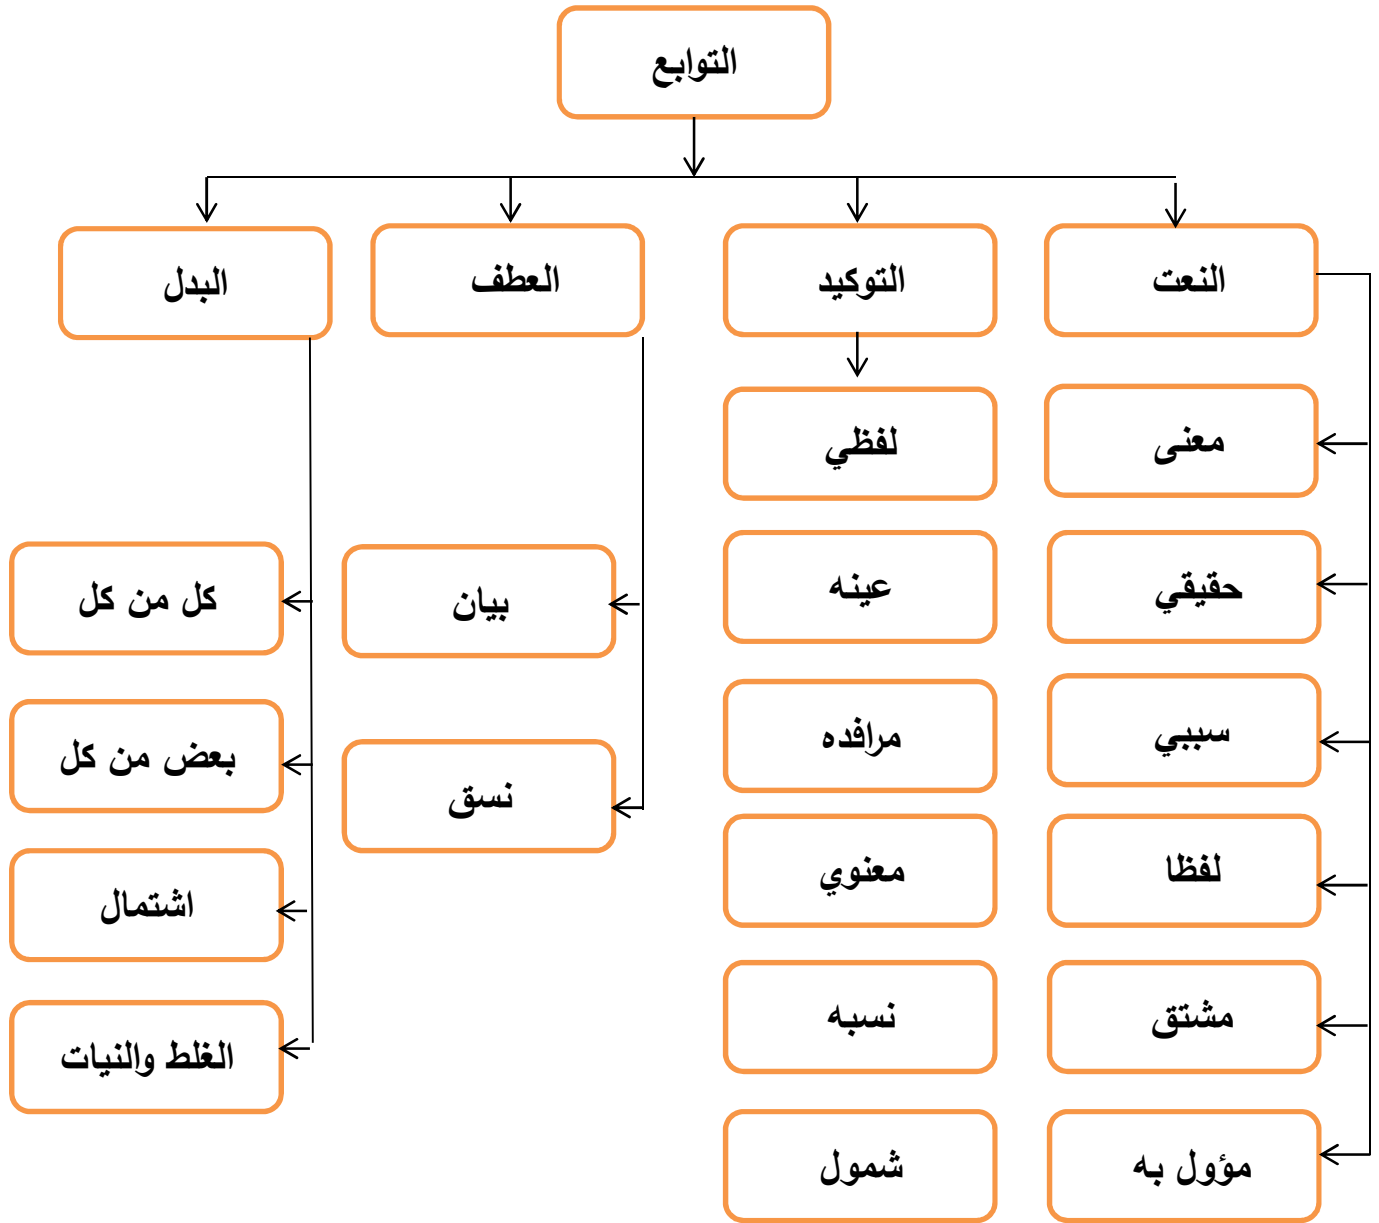 التوابع
النعت
التوكيد
العطف
البدل
معنى
حقيقي
سببي
لفظا
مشتق
مؤول به
لفظي
عينه
مرافده
معنوي
نسبه
شمول
بيان
نسق
كل من كل
بعض من كل
اشتمال
الغلط والنيات